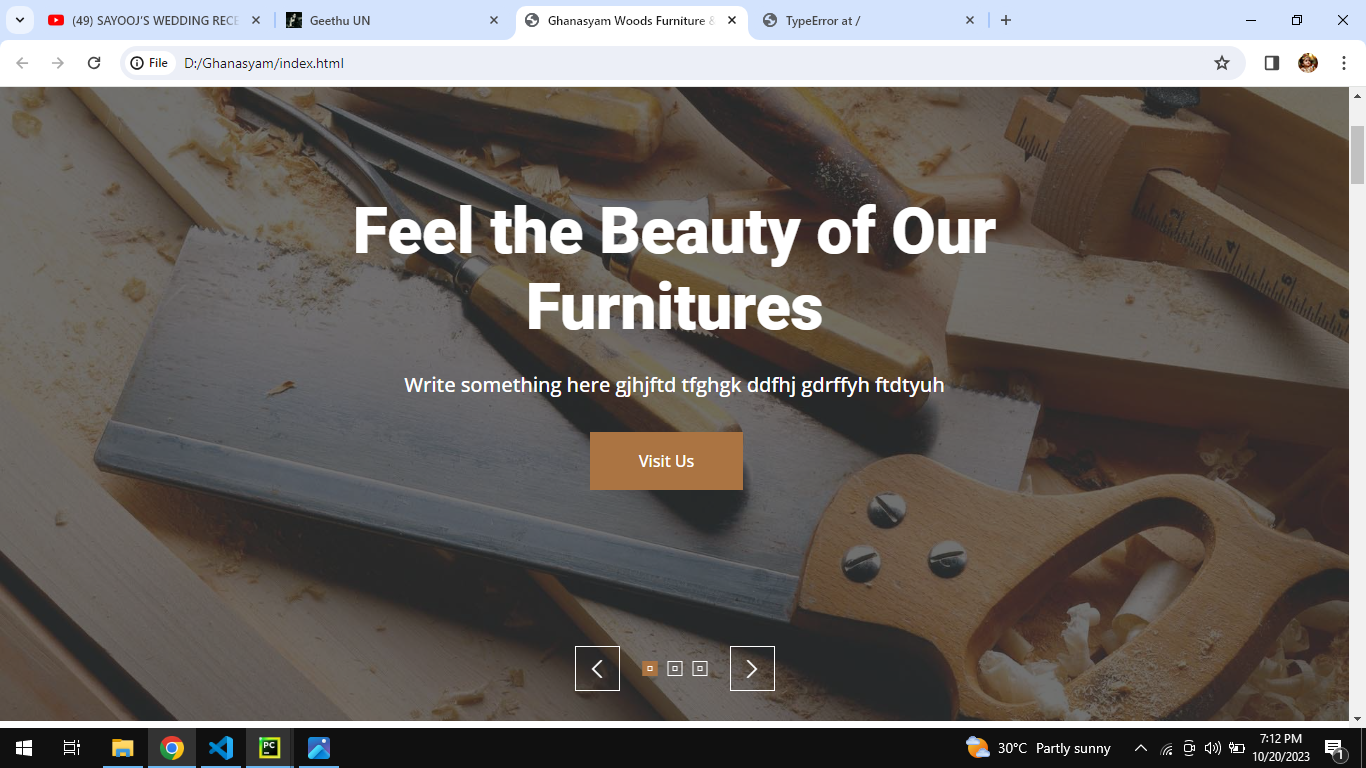 (49) SAYOOJ'S WEDDING RECE
Geethu UN
Ghanasyam Woods Furniture &
TypeError at /
File
D:/Ghanasyam/index.html
Feel the Beauty of Our
Furnitures
Write something here gjhjftd tfghgk ddfhj gdrffyh ftdtyuh
Visit Us
PC
30°C Partly sunny
7:12 PM
10/20/2023
1